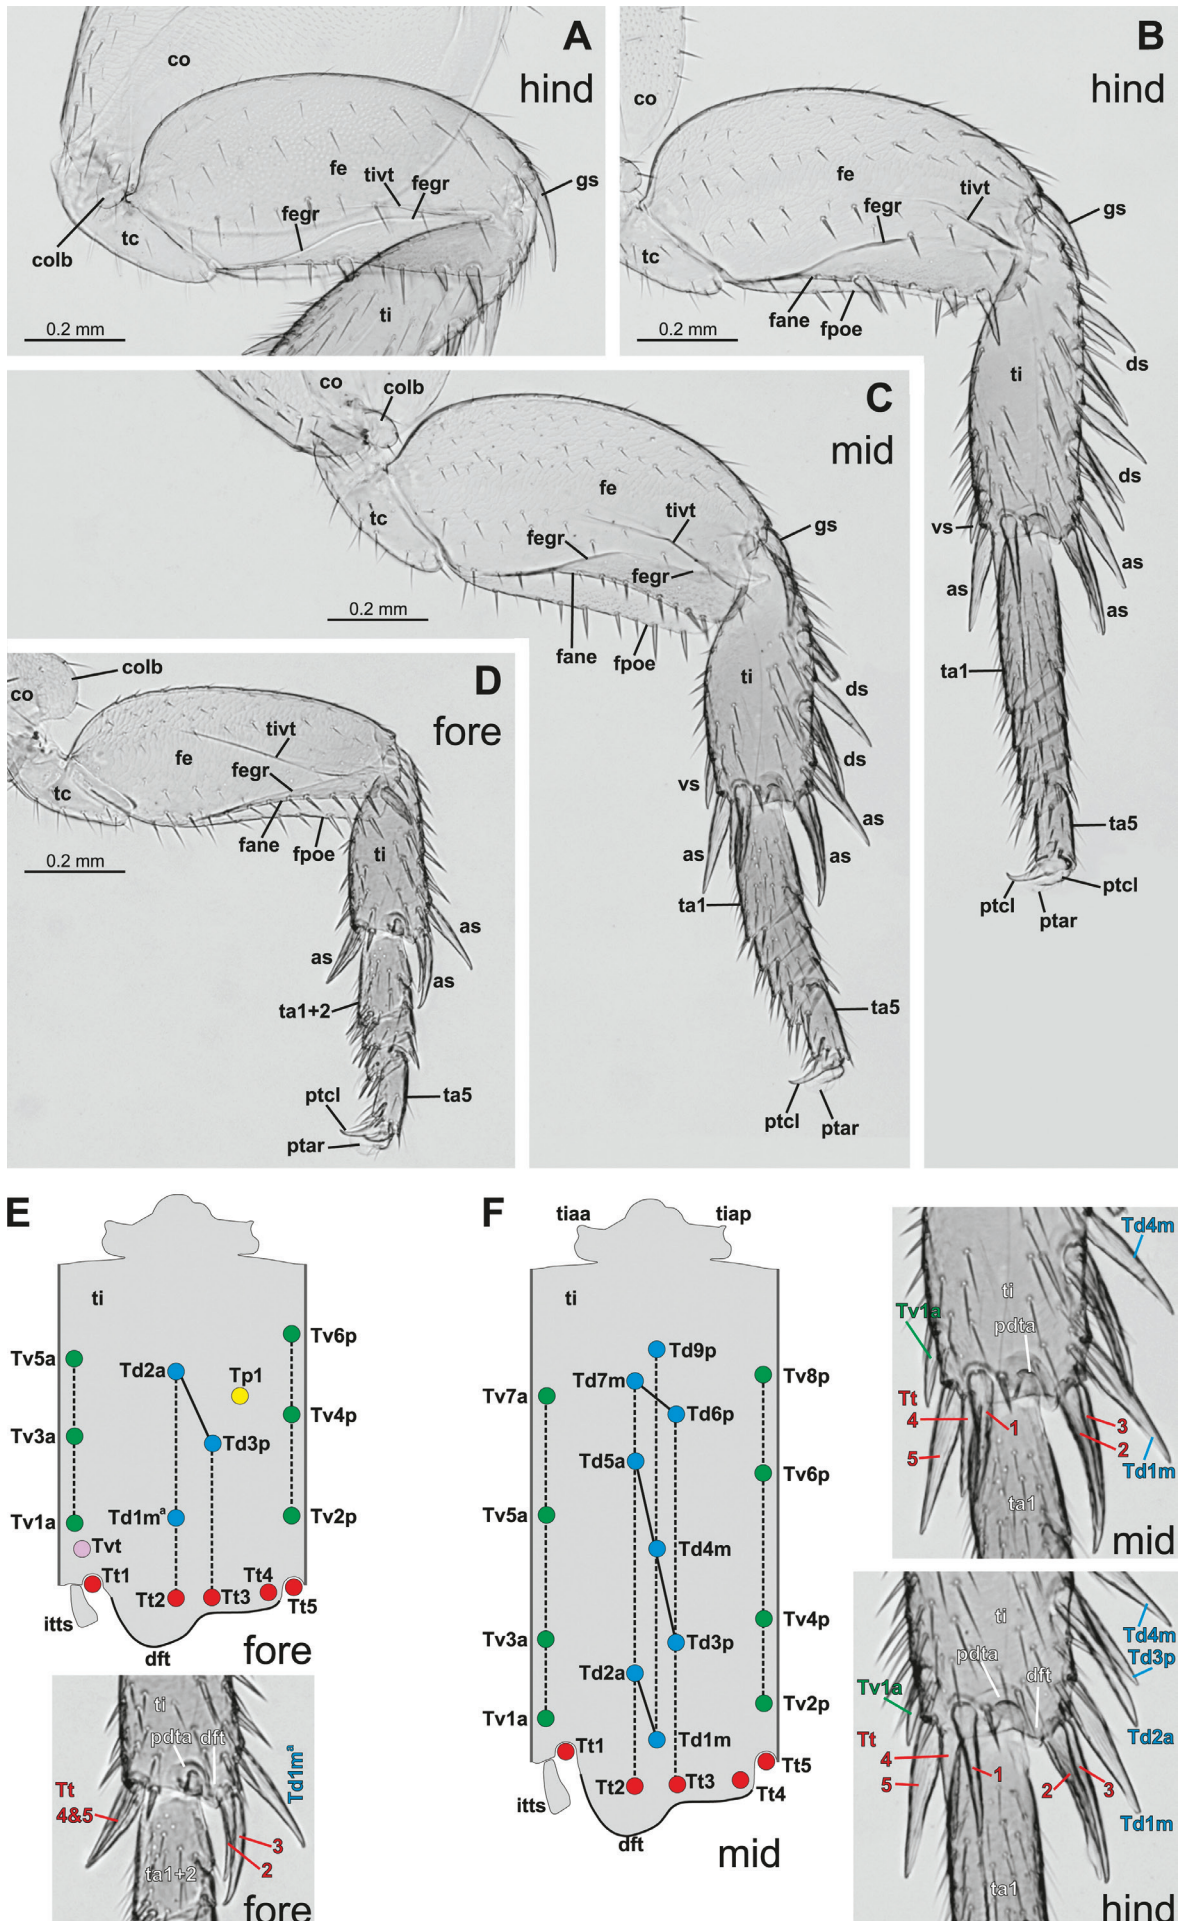 A
hind
co
fe
tivt
fegr
fegr
gs
tc
colb
ti
0.2 mm
B
hind
co
fe
tivt
fegr
gs
tc
fane
fpoe
0.2 mm
ti
ds
ds
vs
as
as
as
ta1
ta5
ptcl
ptcl
ptar
C
mid
co
colb
fe
tc
tivt
fegr
fegr
gs
0.2 mm
fane
fpoe
ti
ds
ds
vs
as
as
as
ta1
ta5
ptcl
ptar
D
fore
co
colb
tivt
fe
fegr
tc
fane
fpoe
ti
0.2 mm
as
as
as
ta1+2
ptcl
ta5
ptar
E
ti
Tv6p
Tv5a
Td2a
Tp1
Tv4p
Tv3a
Td3p
Tv1a
Td1mᵃ
Tv2p
Tvt
Tt1
Tt2
Tt3
Tt4
Tt5
itts
dft
fore
ti
pdta
dft
Td1mᵃ
Tt
4&5
3
2
ta1+2
fore
F
tiaa
tiap
ti
Td9p
Td7m
Tv8p
Tv7a
Td6p
Td5a
Tv6p
Tv5a
Td4m
Tv4p
Tv3a
Td3p
Td2a
Tv2p
Tv1a
Td1m
Tt1
Tt5
Tt2
Tt3
Tt4
itts
dft
mid
Td4m
ti
Tv1a
pdta
Tt
4
1
3
2
5
Td1m
ta1
mid
ti
Td4m
Td3p
pdta
dft
Tv1a
Td2a
Tt
4
5
1
2
3
Td1m
ta1
hind